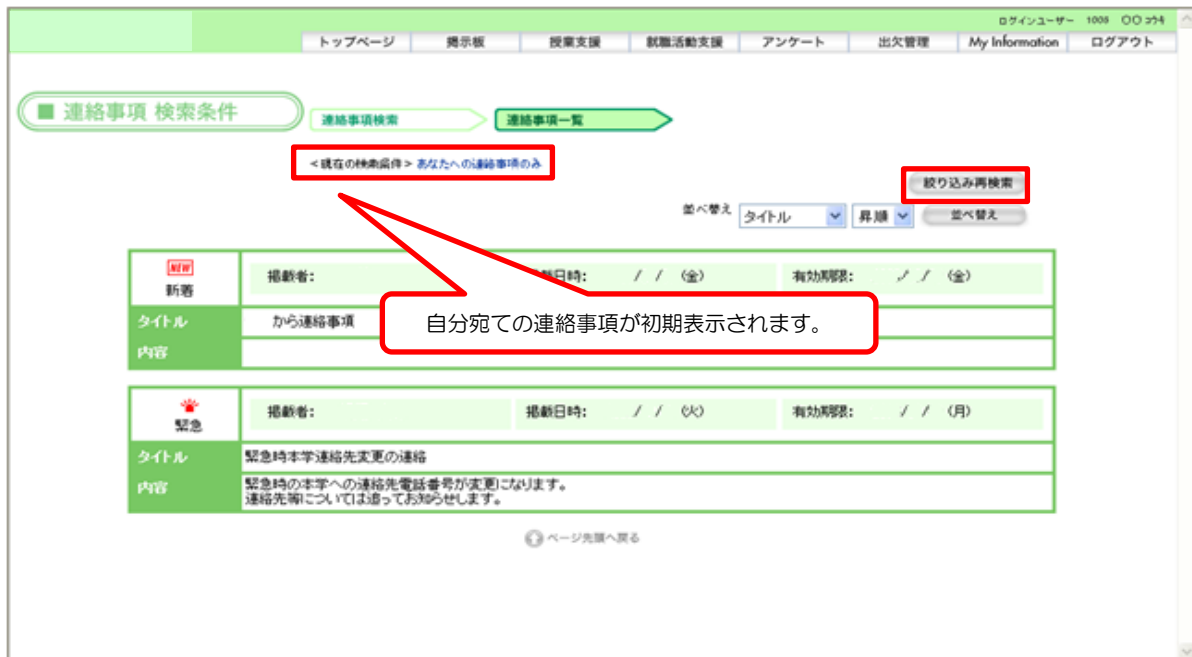 ログインユーザー 1008 〇〇 コウキ
トップページ 掲示板 授業支援 就職活動支援 アンケート 出欠管理 My Information ログアウト
■ 連絡事項 検索条件
連絡事項検索 連絡事項一覧
<現在の検索条件> あなたへの連絡事項のみ
絞り込み再検索
並べ替え タイトル 昇順 並べ替え
NEW
新着
掲載者: 掲載日時: / / (金) 有効期限: / / (金)
タイトル から連絡事項
自分宛ての連絡事項が初期表示されます。
内容
緊急
掲載者: 掲載日時: / / (火) 有効期限: / / (月)
タイトル 緊急時本学連絡先変更の連絡
内容 緊急時の本学への連絡先電話番号が変更になります。
連絡先等については追ってお知らせします。
ページ先頭へ戻る